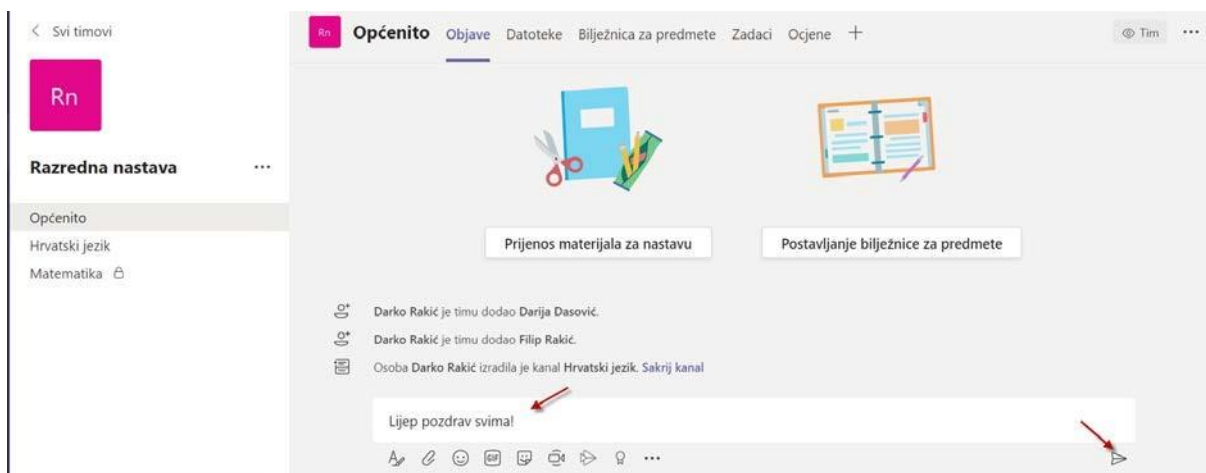 Svi timovi
Rn
Razredna nastava
Općenito
Hrvatski jezik
Matematika
Rn Općenito Objave Datoteke Bilježnica za predmete Zadaci Ocjene Tim
Prijenos materijala za nastavu Postavljanje bilježnice za predmete
Darko Rakić je timu dodao Darija Dasović.
Darko Rakić je timu dodao Filip Rakić.
Osoba Darko Rakić izradila je kanal Hrvatski jezik. Sakrij kanal
Lijep pozdrav svima!
GIF